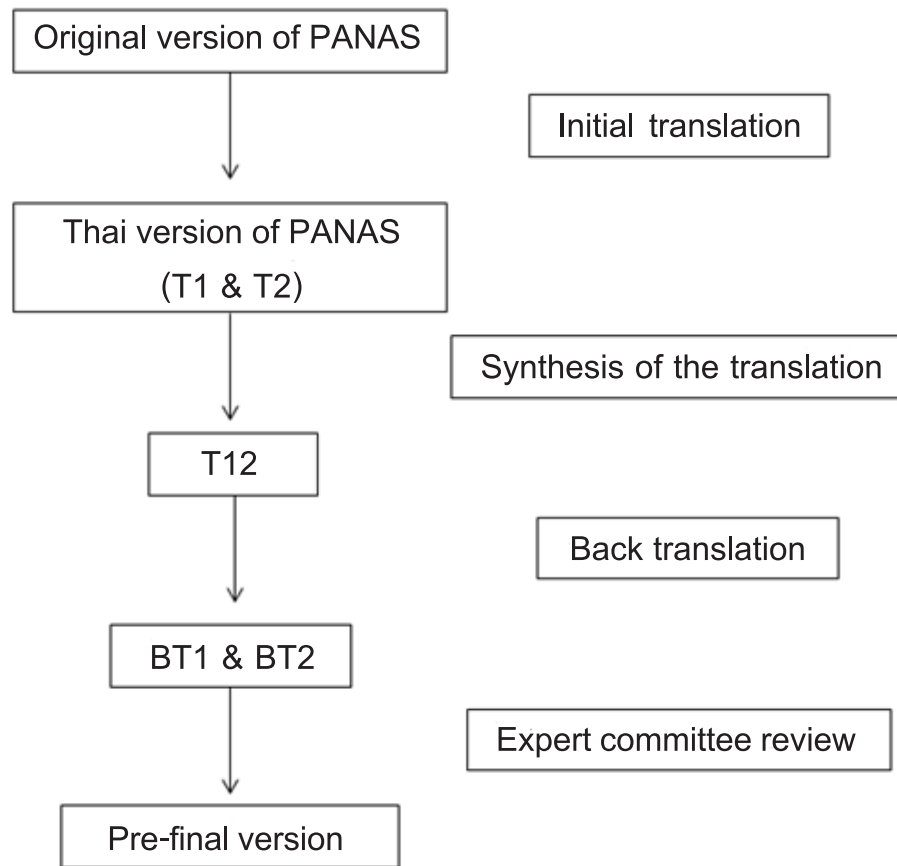 Original version of PANAS
Initial translation
Thai version of PANAS
(T1 & T2)
Synthesis of the translation
T12
Back translation
BT1 & BT2
Expert committee review
Pre-final version